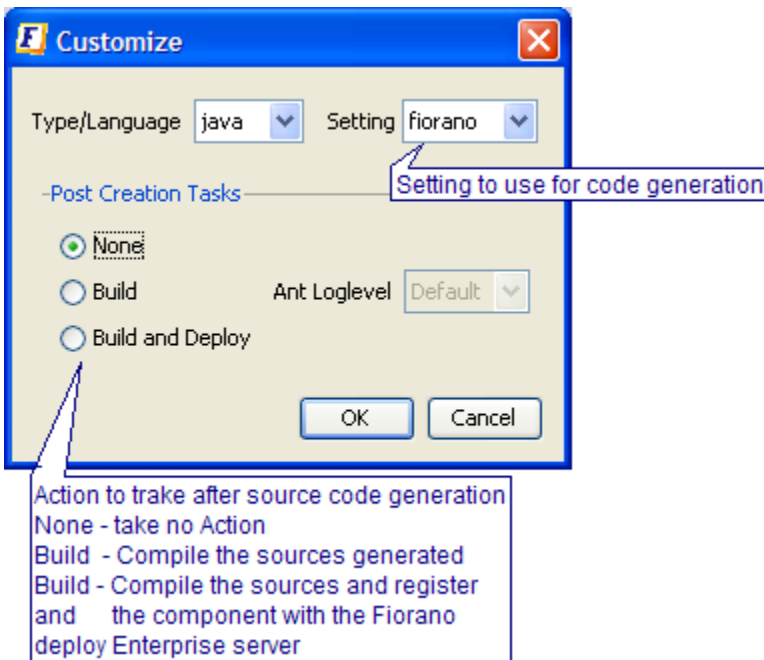 F Customize
Type/Language java Setting fiorano
Setting to use for code generation
Post Creation Tasks
None
Build Ant Loglevel Default
Build and Deploy
OK Cancel
Action to trake after source code generation
None - take no Action
Build - Compile the sources generated
Build - Compile the sources and register
and the component with the Fiorano
deploy Enterprise server